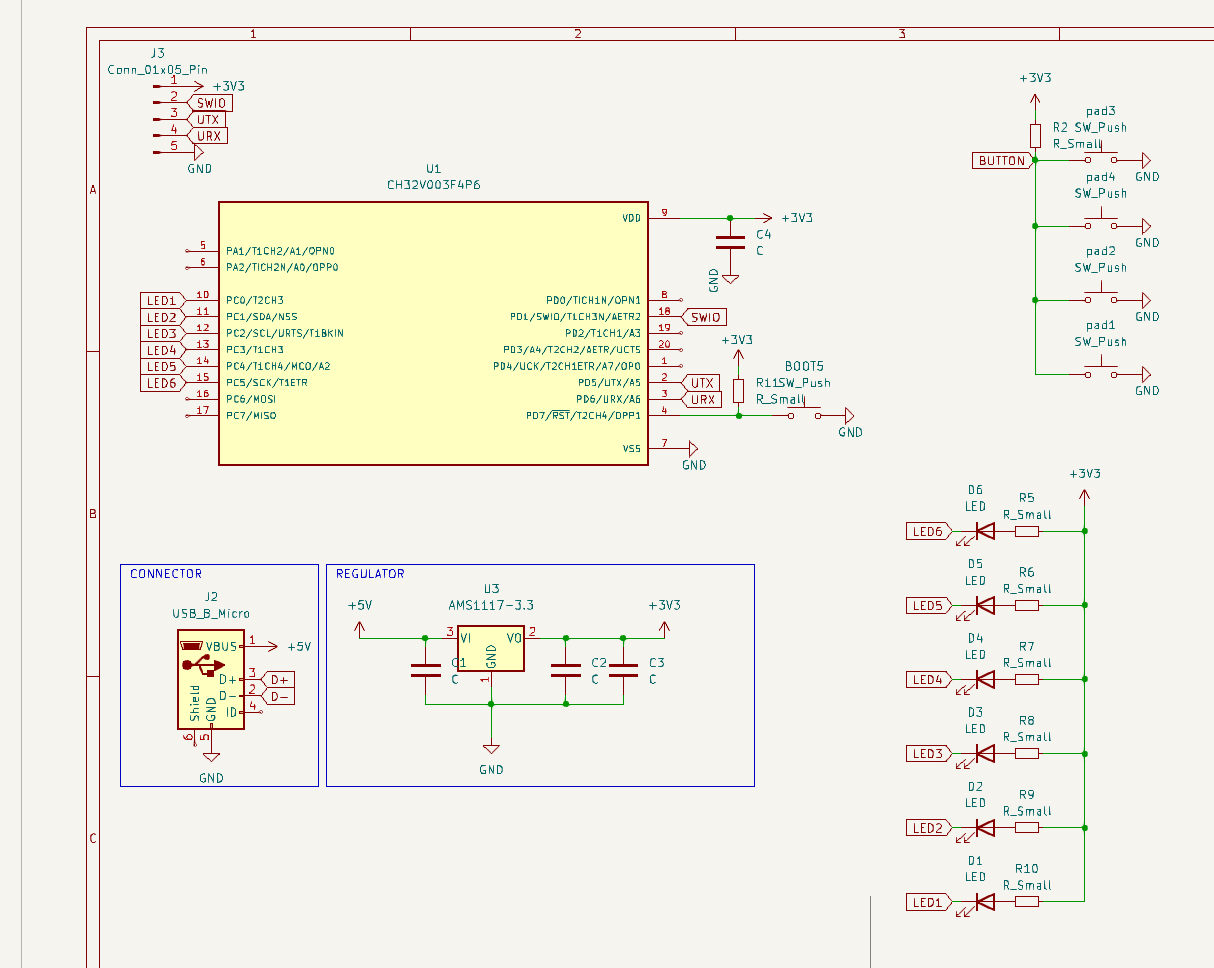 1 2 3
A
B
C
J3
Conn_01x05_Pin
1 +3V3
2 SWIO
3 UTX
4 URX
5
GND
U1
CH32V003F4P6
5 PA1/T1CH2/A1/OPN0
6 PA2/T1CH2N/A0/OPP0
LED1 10 PC0/T2CH3
LED2 11 PC1/SDA/NSS
LED3 12 PC2/SCL/URTS/T1BKIN
LED4 13 PC3/T1CH3
LED5 14 PC4/T1CH4/MCO/A2
LED6 15 PC5/SCK/T1ETR
16 PC6/MOSI
17 PC7/MISO
VDD 9 +3V3
C4
C
GND
PD0/T1CH1N/OPN1 8
PD1/SWIO/T1CH3N/AETR2 18 SWIO
PD2/T1CH1/A3 19
PD3/A4/T2CH2/AETR/UCTS 20
PD4/UCK/T2CH1ETR/A7/OPO 1
PD5/UTX/A5 2 UTX
PD6/URX/A6 3 URX
PD7/RST/T2CH4/OPP1 4
VSS 7
GND
+3V3
R11
R_Small
BOOT5
SW_Push
GND
+3V3
R2
R_Small
BUTTON
pad3
SW_Push
GND
pad4
SW_Push
GND
pad2
SW_Push
GND
pad1
SW_Push
GND
+3V3
D6
LED
R5
R_Small
LED6
D5
LED
R6
R_Small
LED5
D4
LED
R7
R_Small
LED4
D3
LED
R8
R_Small
LED3
D2
LED
R9
R_Small
LED2
D1
LED
R10
R_Small
LED1
CONNECTOR
J2
USB_B_Micro
VBUS 1 +5V
D+ 3 D+
D- 2 D-
ID 4
Shield 6
GND 5
GND
REGULATOR
+5V
U3
AMS1117-3.3
+3V3
3 VI VO 2
GND 1
C1
C
C2
C
C3
C
GND